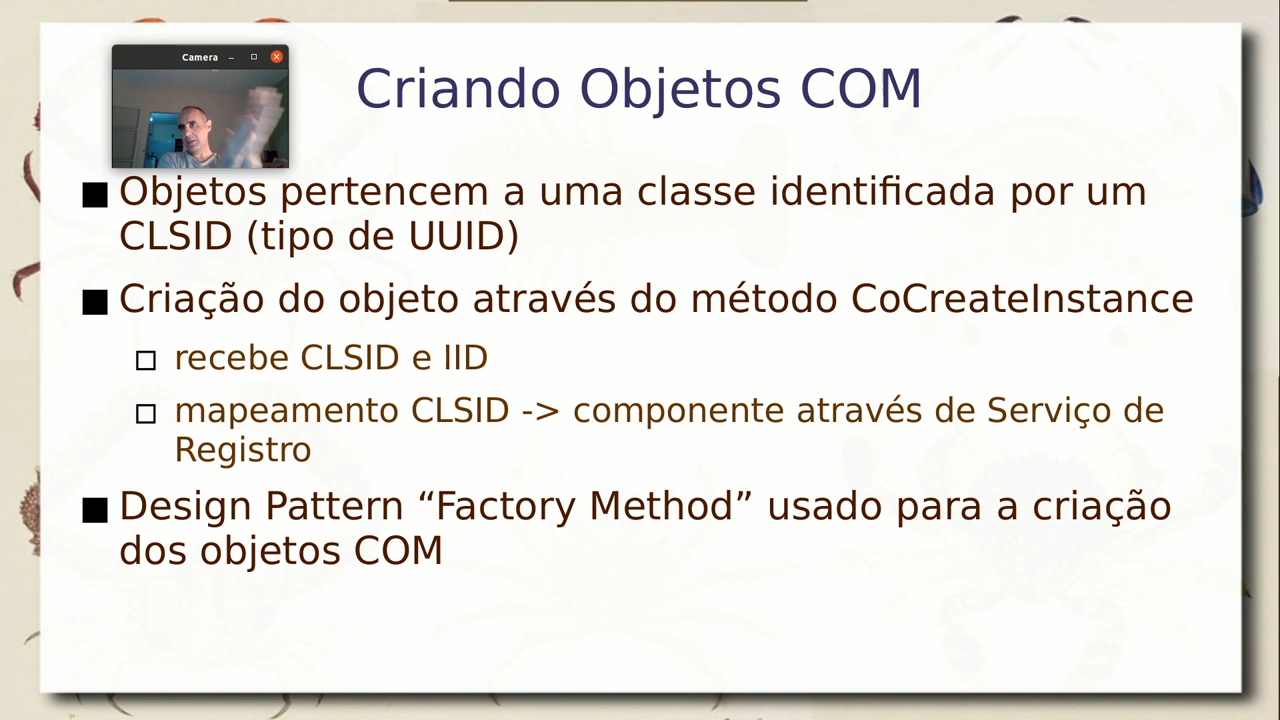 Camera
Criando Objetos COM
Objetos pertencem a uma classe identificada por um
CLSID (tipo de UUID)
Criação do objeto através do método CoCreateInstance
recebe CLSID e IID
mapeamento CLSID -> componente através de Serviço de
Registro
Design Pattern “Factory Method” usado para a criação
dos objetos COM